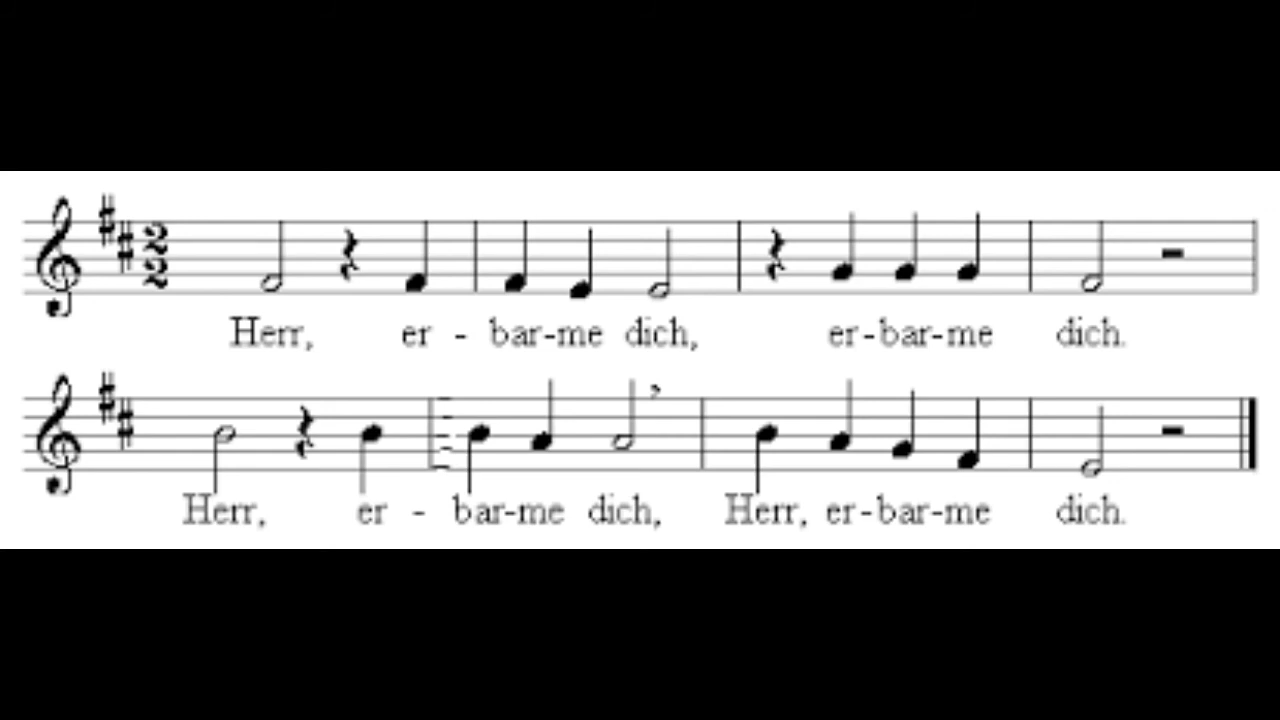 Herr, er - bar-me dich, er-bar-me dich.
Herr, er - bar-me dich, Herr, er-bar-me dich.